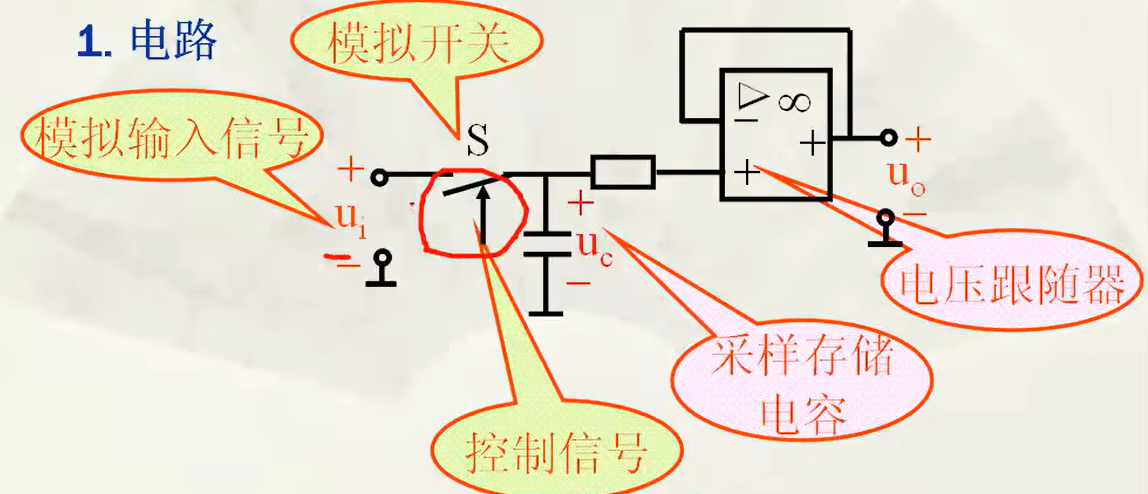 1. 电路
模拟开关
模拟输入信号
S
+
u_i
−
+
u_c
−
▷ ∞
−
+
+
+
u_o
−
电压跟随器
采样存储
电容
控制信号